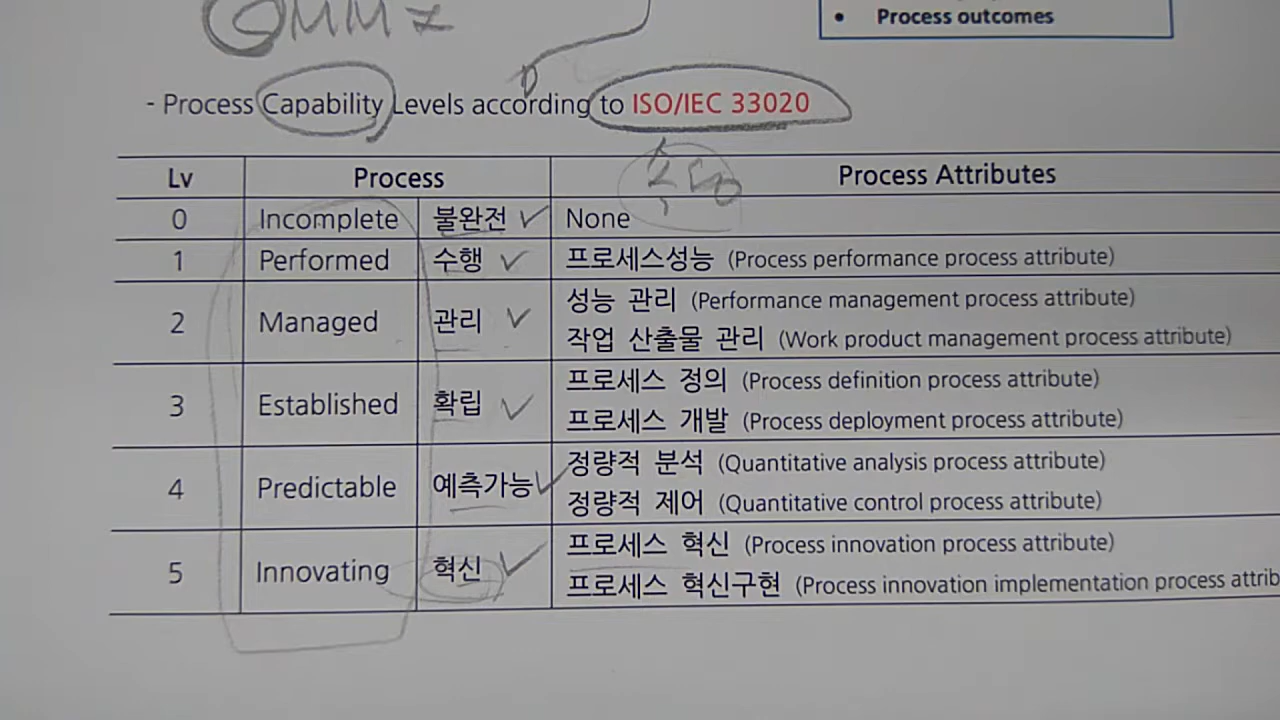 • Process outcomes
- Process Capability Levels according to ISO/IEC 33020
Lv Process Process Attributes
0 Incomplete 불완전 None
1 Performed 수행 프로세스성능 (Process performance process attribute)
2 Managed 관리 성능 관리 (Performance management process attribute)
작업 산출물 관리 (Work product management process attribute)
3 Established 확립 프로세스 정의 (Process definition process attribute)
프로세스 개발 (Process deployment process attribute)
4 Predictable 예측가능 정량적 분석 (Quantitative analysis process attribute)
정량적 제어 (Quantitative control process attribute)
5 Innovating 혁신 프로세스 혁신 (Process innovation process attribute)
프로세스 혁신구현 (Process innovation implementation process attrib